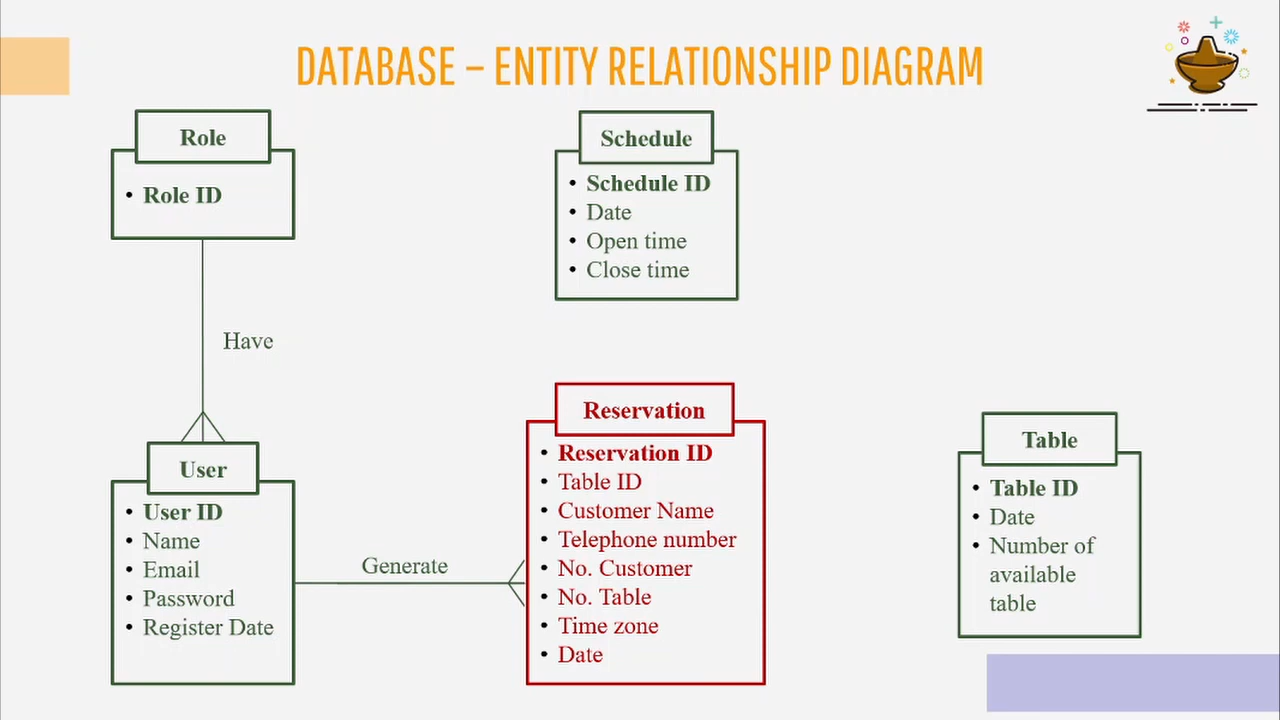 DATABASE – ENTITY RELATIONSHIP DIAGRAM
Role
• Role ID
Schedule
• Schedule ID
• Date
• Open time
• Close time
Have
User
• User ID
• Name
• Email
• Password
• Register Date
Generate
Reservation
• Reservation ID
• Table ID
• Customer Name
• Telephone number
• No. Customer
• No. Table
• Time zone
• Date
Table
• Table ID
• Date
• Number of
available
table